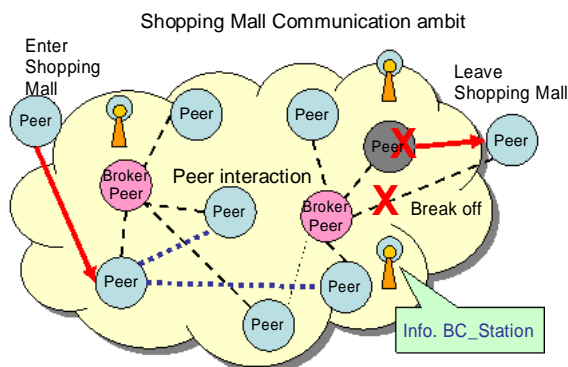 Shopping Mall Communication ambit
Enter
Shopping
Mall
Leave
Shopping Mall
Peer
Peer
Peer
Peer
Peer
Broker
Peer
Peer interaction
Peer
Broker
Peer
Break off
Peer
Peer
Peer
Info. BC_Station